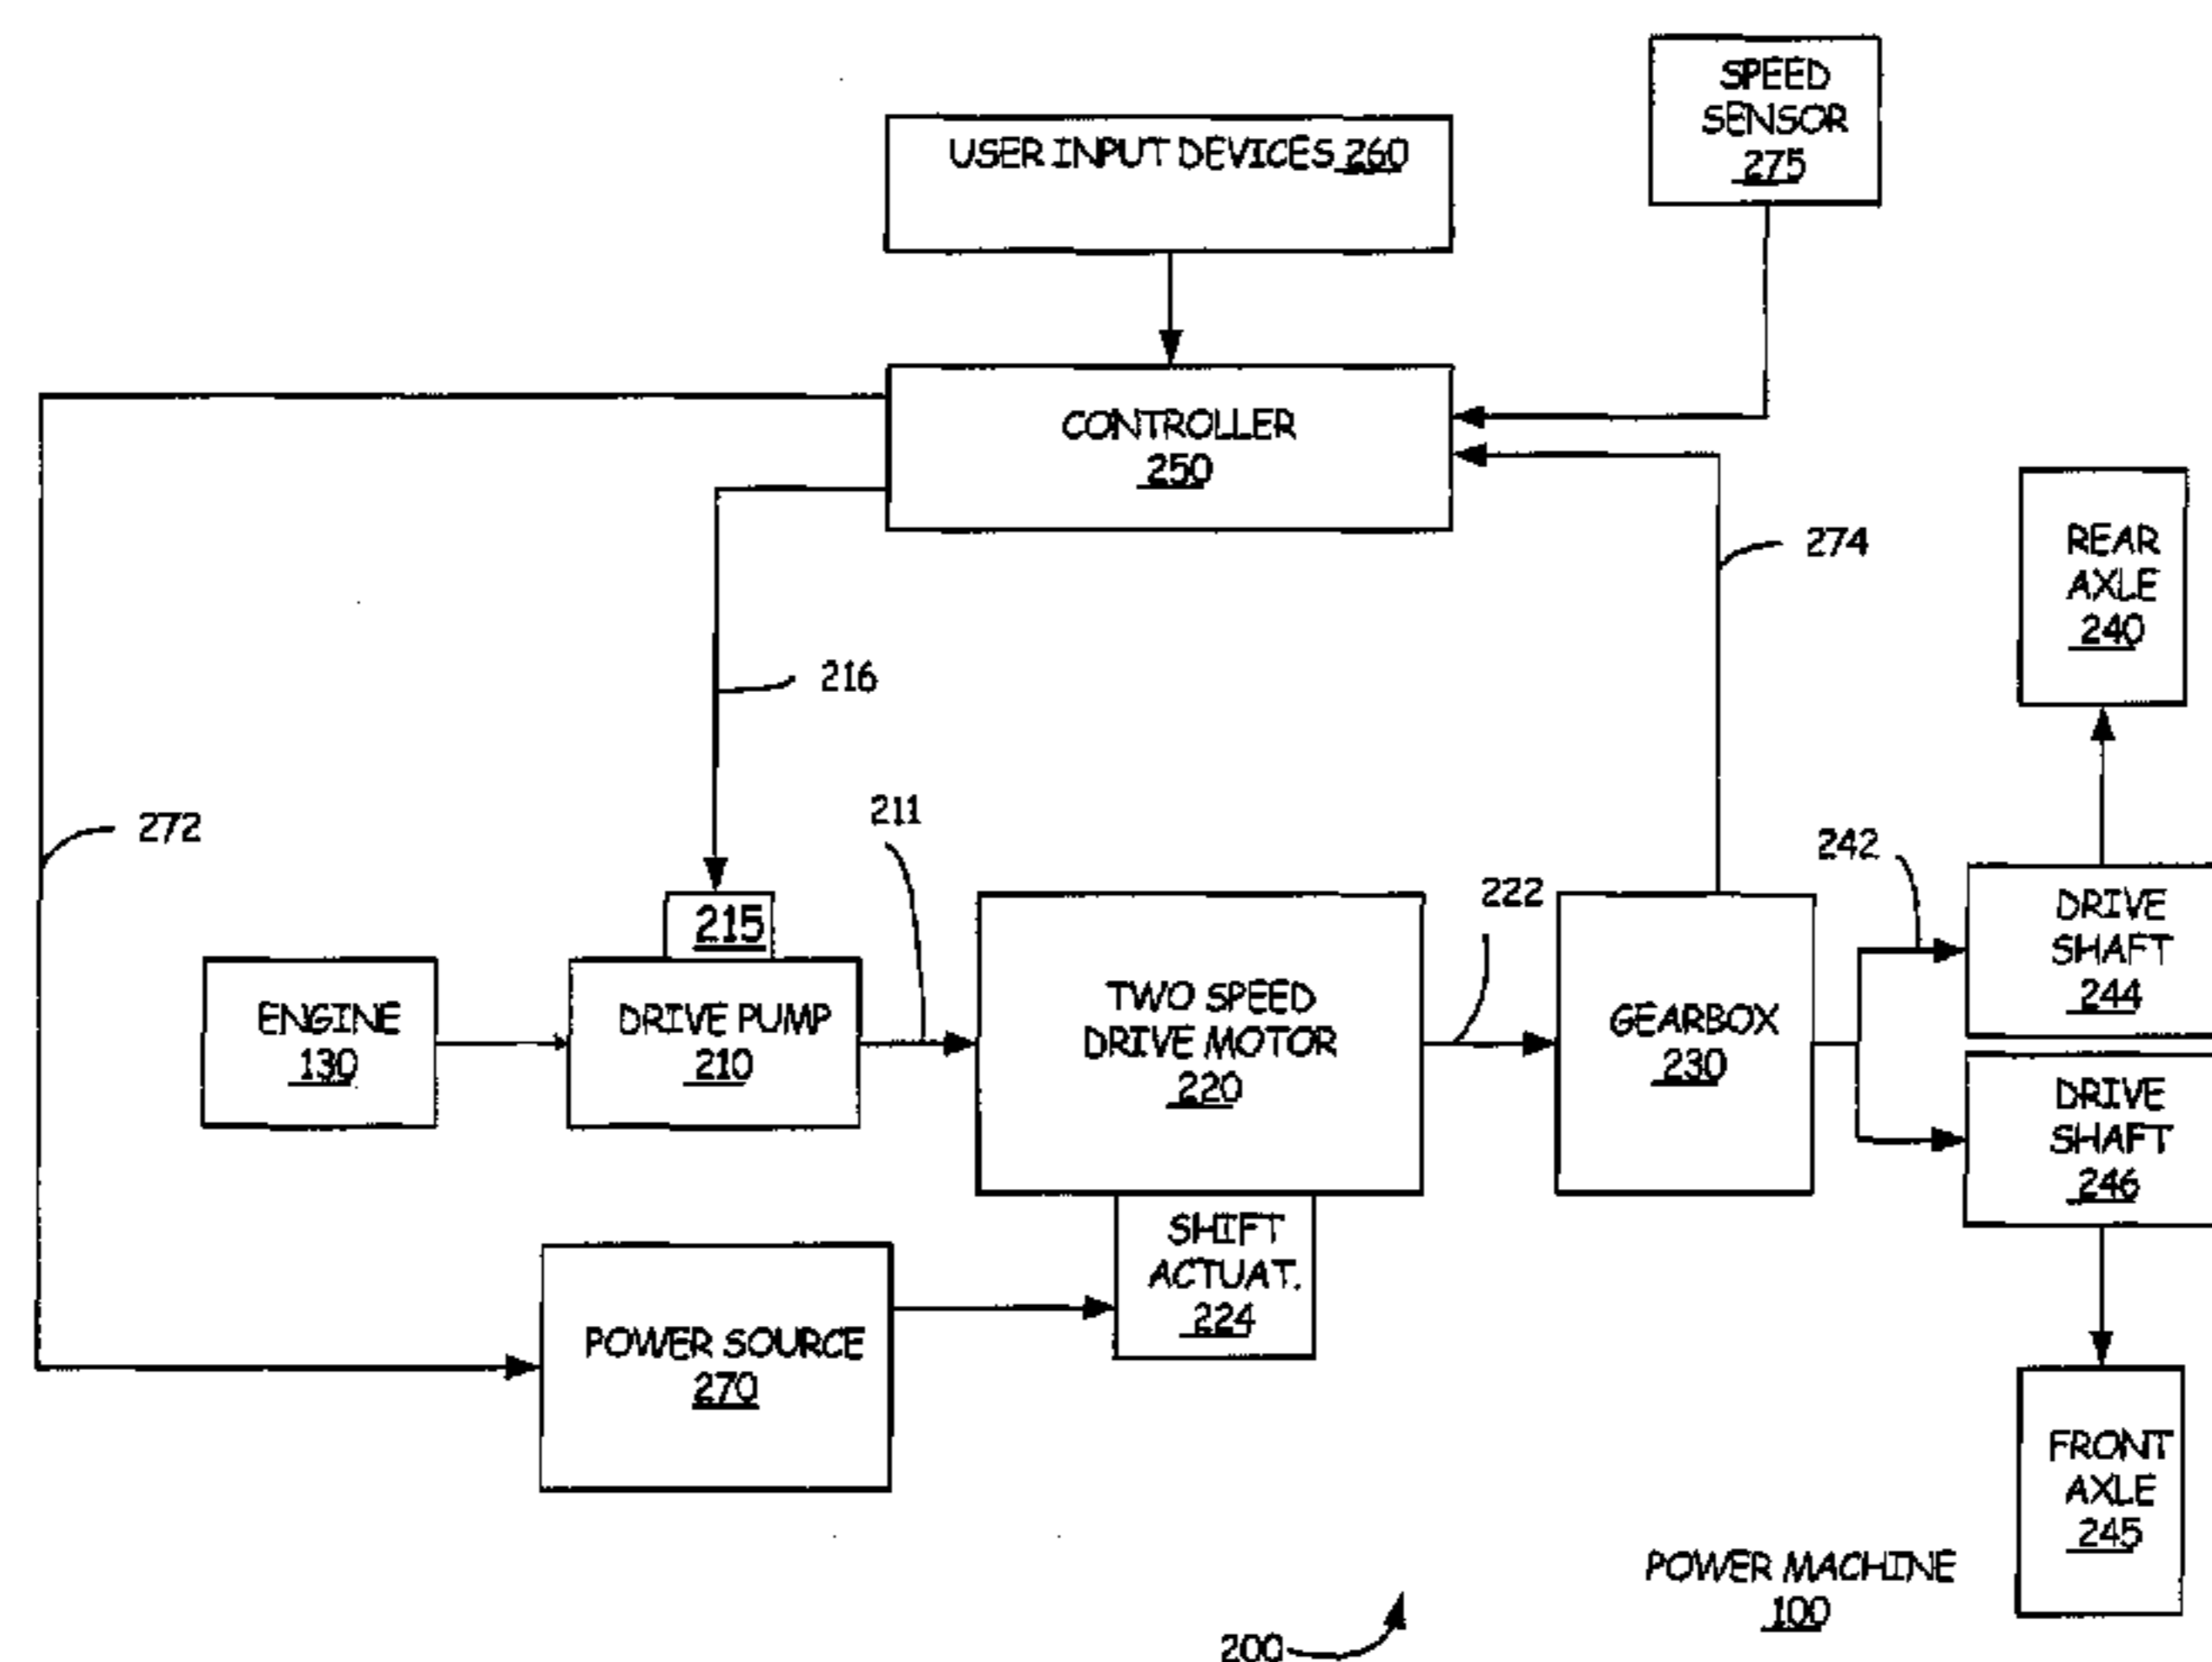 SPEED
SENSOR
275
USER INPUT DEVICES 260
CONTROLLER
250
274
REAR
AXLE
240
216
272
211
222
242
215
DRIVE
SHAFT
244
ENGINE
130
DRIVE PUMP
210
TWO SPEED
DRIVE MOTOR
220
GEARBOX
230
DRIVE
SHAFT
246
SHIFT
ACTUAT.
224
POWER SOURCE
270
FRONT
AXLE
245
POWER MACHINE
100
200